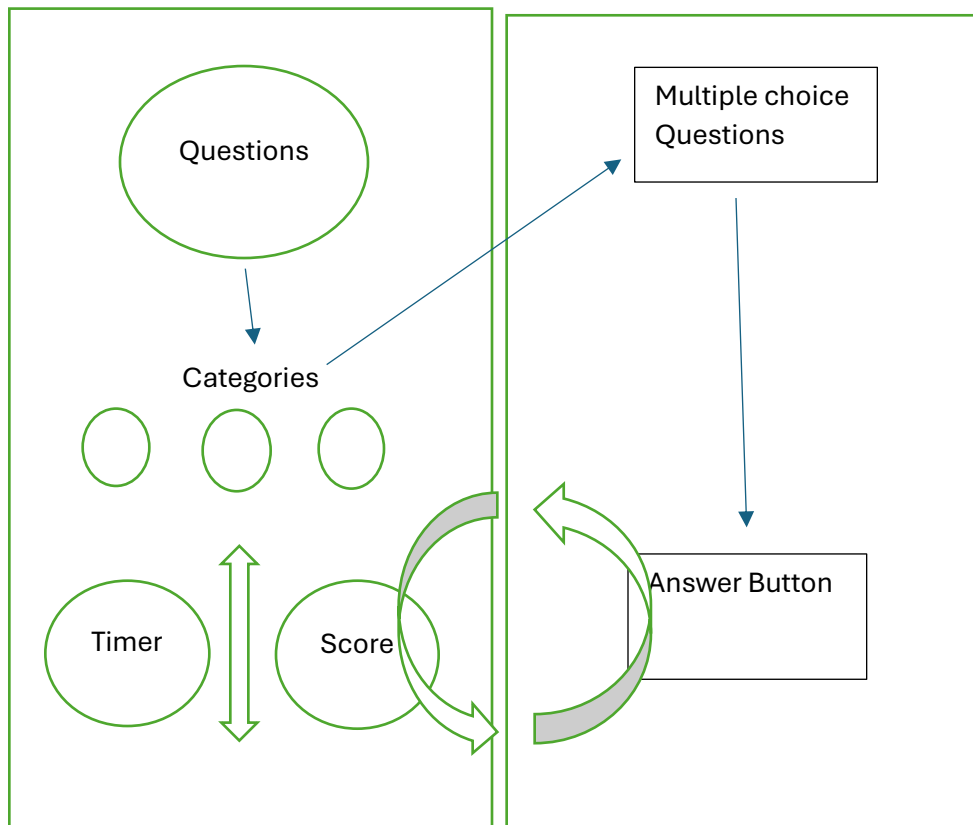 Questions
Categories
Timer
Score
Multiple choice
Questions
Answer Button